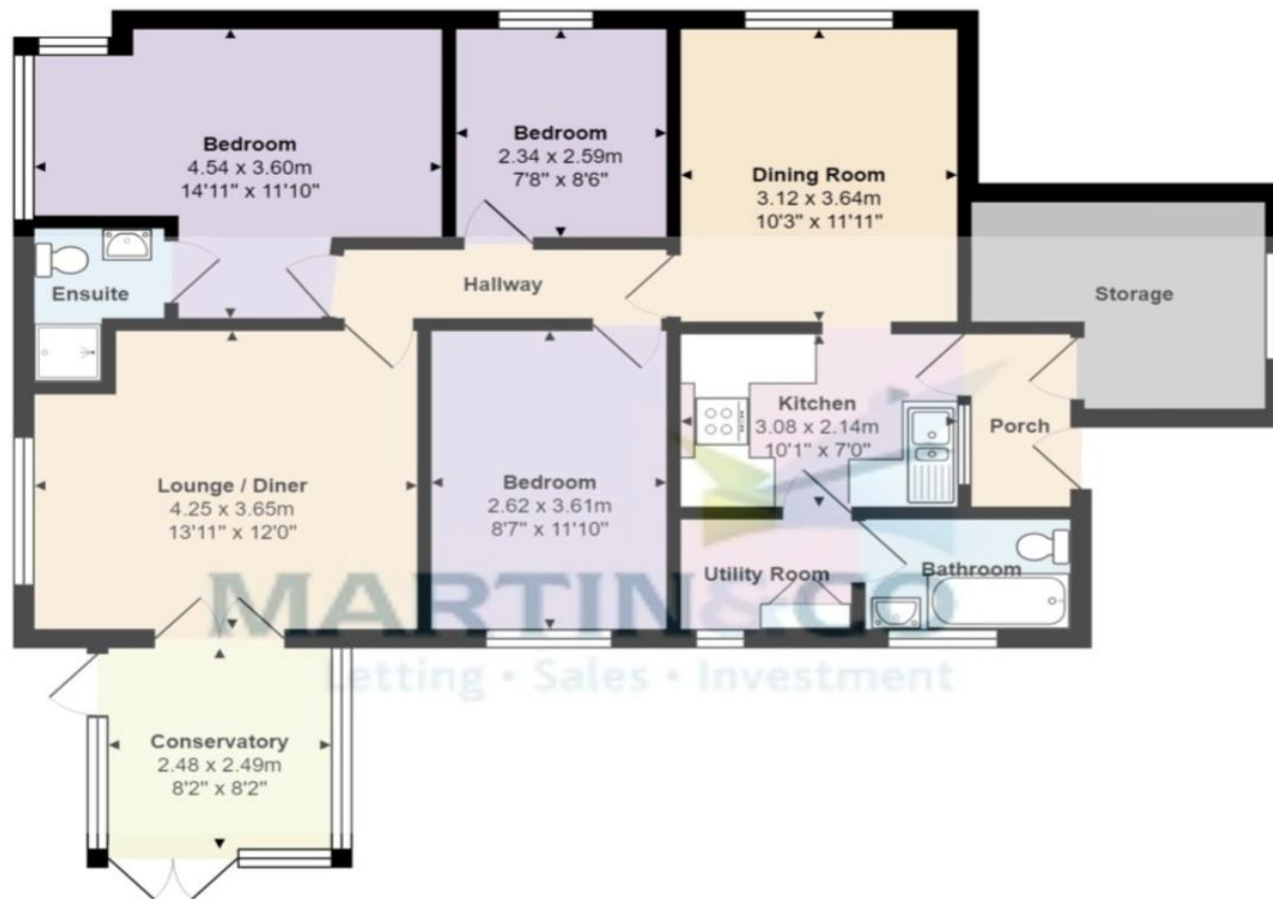 Bedroom
4.54 x 3.60m
14'11" x 11'10"
Bedroom
2.34 x 2.59m
7'8" x 8'6"
Dining Room
3.12 x 3.64m
10'3" x 11'11"
Ensuite
Hallway
Storage
Lounge / Diner
4.25 x 3.65m
13'11" x 12'0"
Bedroom
2.62 x 3.61m
8'7" x 11'10"
Kitchen
3.08 x 2.14m
10'1" x 7'0"
Porch
Utility Room
Bathroom
MARTIN&CO
Letting • Sales • Investment
Conservatory
2.48 x 2.49m
8'2" x 8'2"